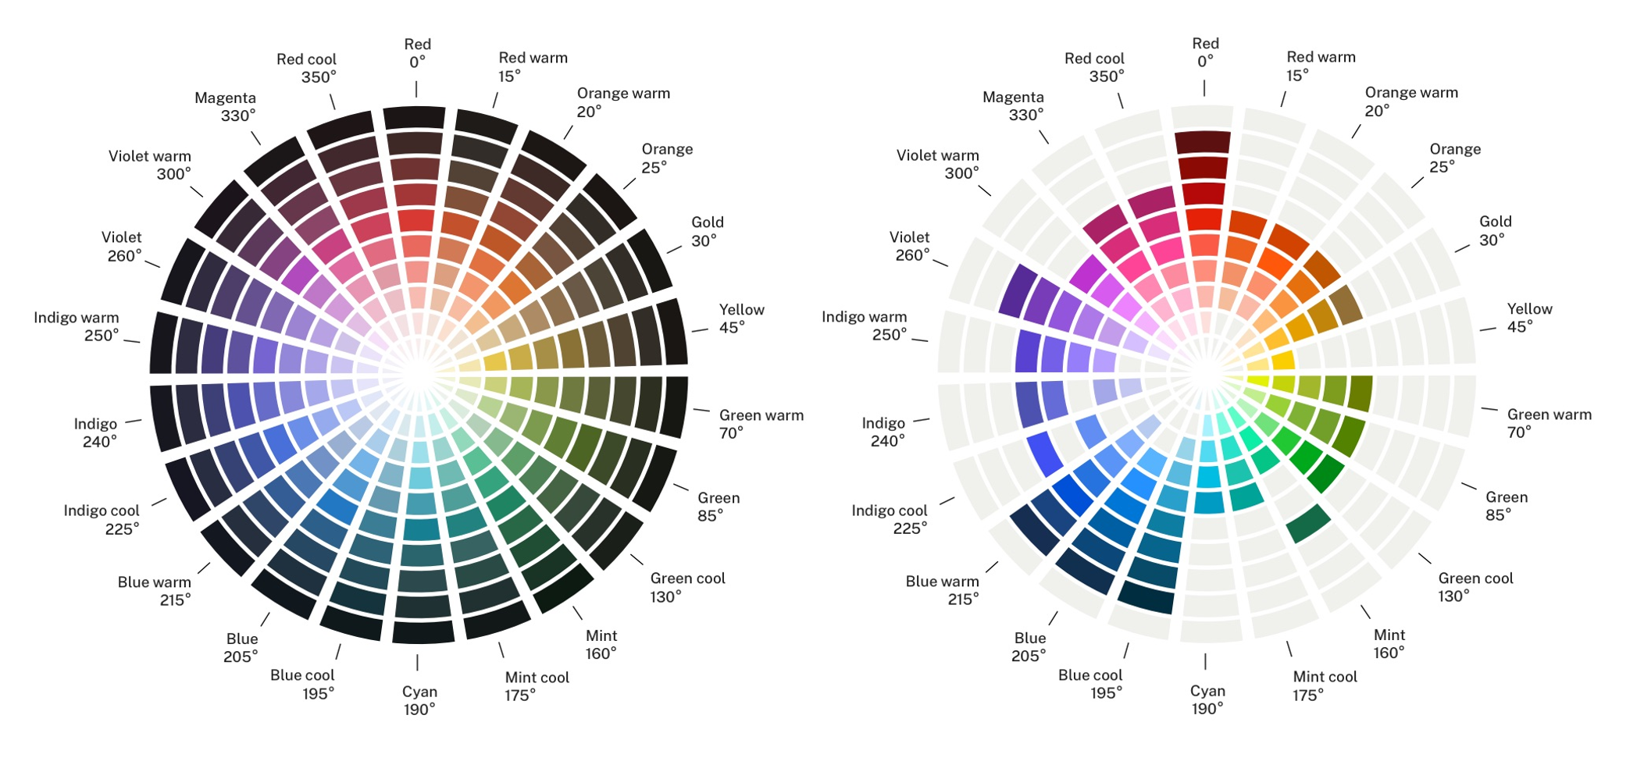 Red
0°
Red warm
15°
Orange warm
20°
Orange
25°
Gold
30°
Yellow
45°
Green warm
70°
Green
85°
Green cool
130°
Mint
160°
Mint cool
175°
Cyan
190°
Blue cool
195°
Blue
205°
Blue warm
215°
Indigo cool
225°
Indigo
240°
Indigo warm
250°
Violet
260°
Violet warm
300°
Magenta
330°
Red cool
350°
Red
0°
Red warm
15°
Orange warm
20°
Orange
25°
Gold
30°
Yellow
45°
Green warm
70°
Green
85°
Green cool
130°
Mint
160°
Mint cool
175°
Cyan
190°
Blue cool
195°
Blue
205°
Blue warm
215°
Indigo cool
225°
Indigo
240°
Indigo warm
250°
Violet
260°
Violet warm
300°
Magenta
330°
Red cool
350°